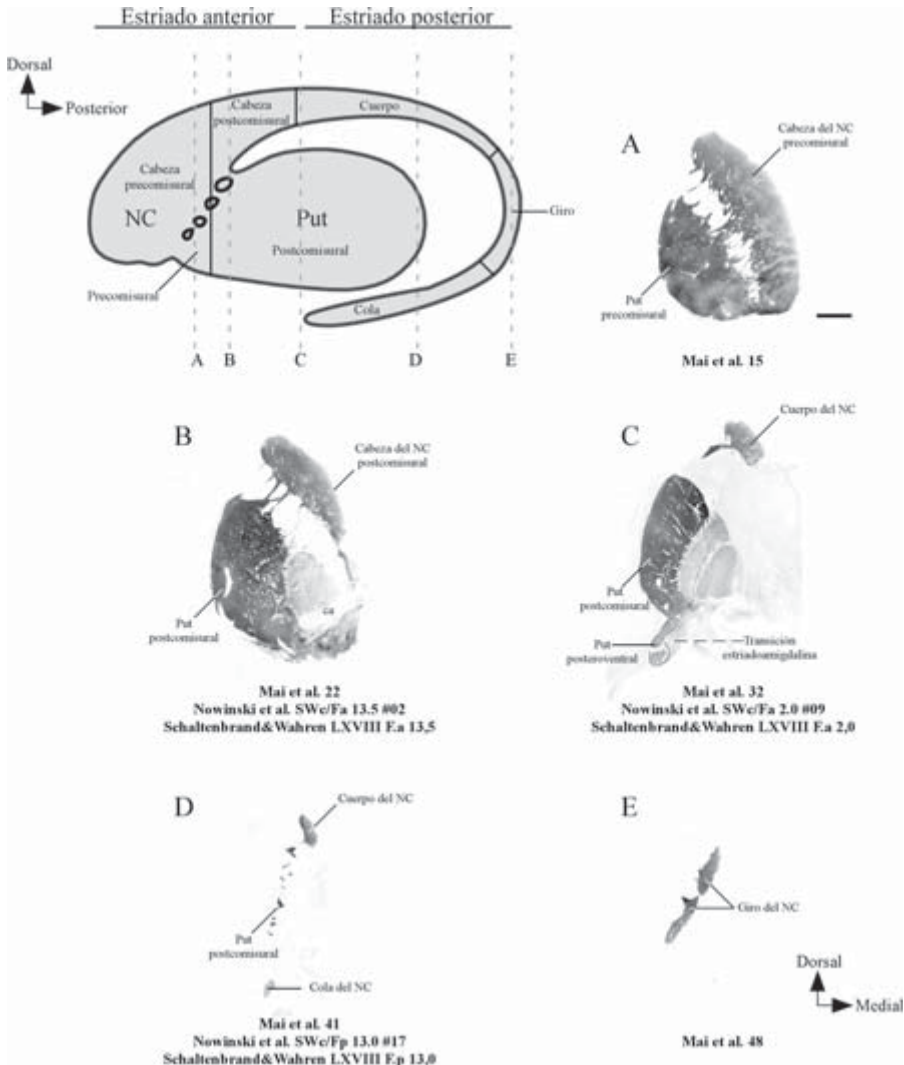 Estriado anterior
Estriado posterior
Dorsal
Posterior
Cabeza
postcomisural
Cuerpo
Cabeza
precomisural
NC
Put
Postcomisural
Giro
Precomisural
Cola
A
B
C
D
E
A
Cabeza del NC
precomisural
Put
precomisural
Mai et al. 15
B
Cabeza del NC
postcomisural
Put
postcomisural
ca
Mai et al. 22
Nowinski et al. SWc/Fa 13.5 #02
Schaltenbrand&Wahren LXVIII F.a 13,5
C
Cuerpo del NC
Put
postcomisural
Put
posteroventral
Transición
estriadoamigdalina
Mai et al. 32
Nowinski et al. SWc/Fa 2.0 #09
Schaltenbrand&Wahren LXVIII F.a 2,0
D
Cuerpo del NC
Put
postcomisural
Cola del NC
Mai et al. 41
Nowinski et al. SWc/Fp 13.0 #17
Schaltenbrand&Wahren LXVIII F.p 13,0
E
Giro del NC
Dorsal
Medial
Mai et al. 48